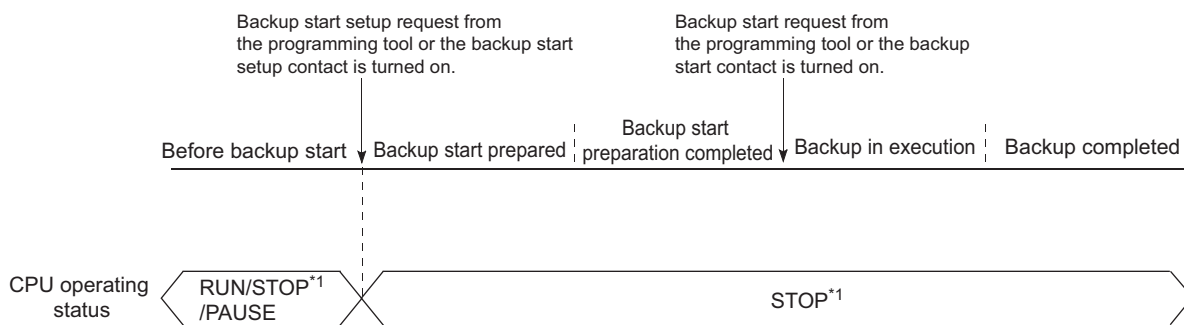 Backup start setup request from
the programming tool or the backup start
setup contact is turned on.
Backup start request from
the programming tool or the backup
start contact is turned on.
Before backup start
Backup start prepared
Backup start
preparation completed
Backup in execution
Backup completed
CPU operating
status
RUN/STOP*1
/PAUSE
STOP*1